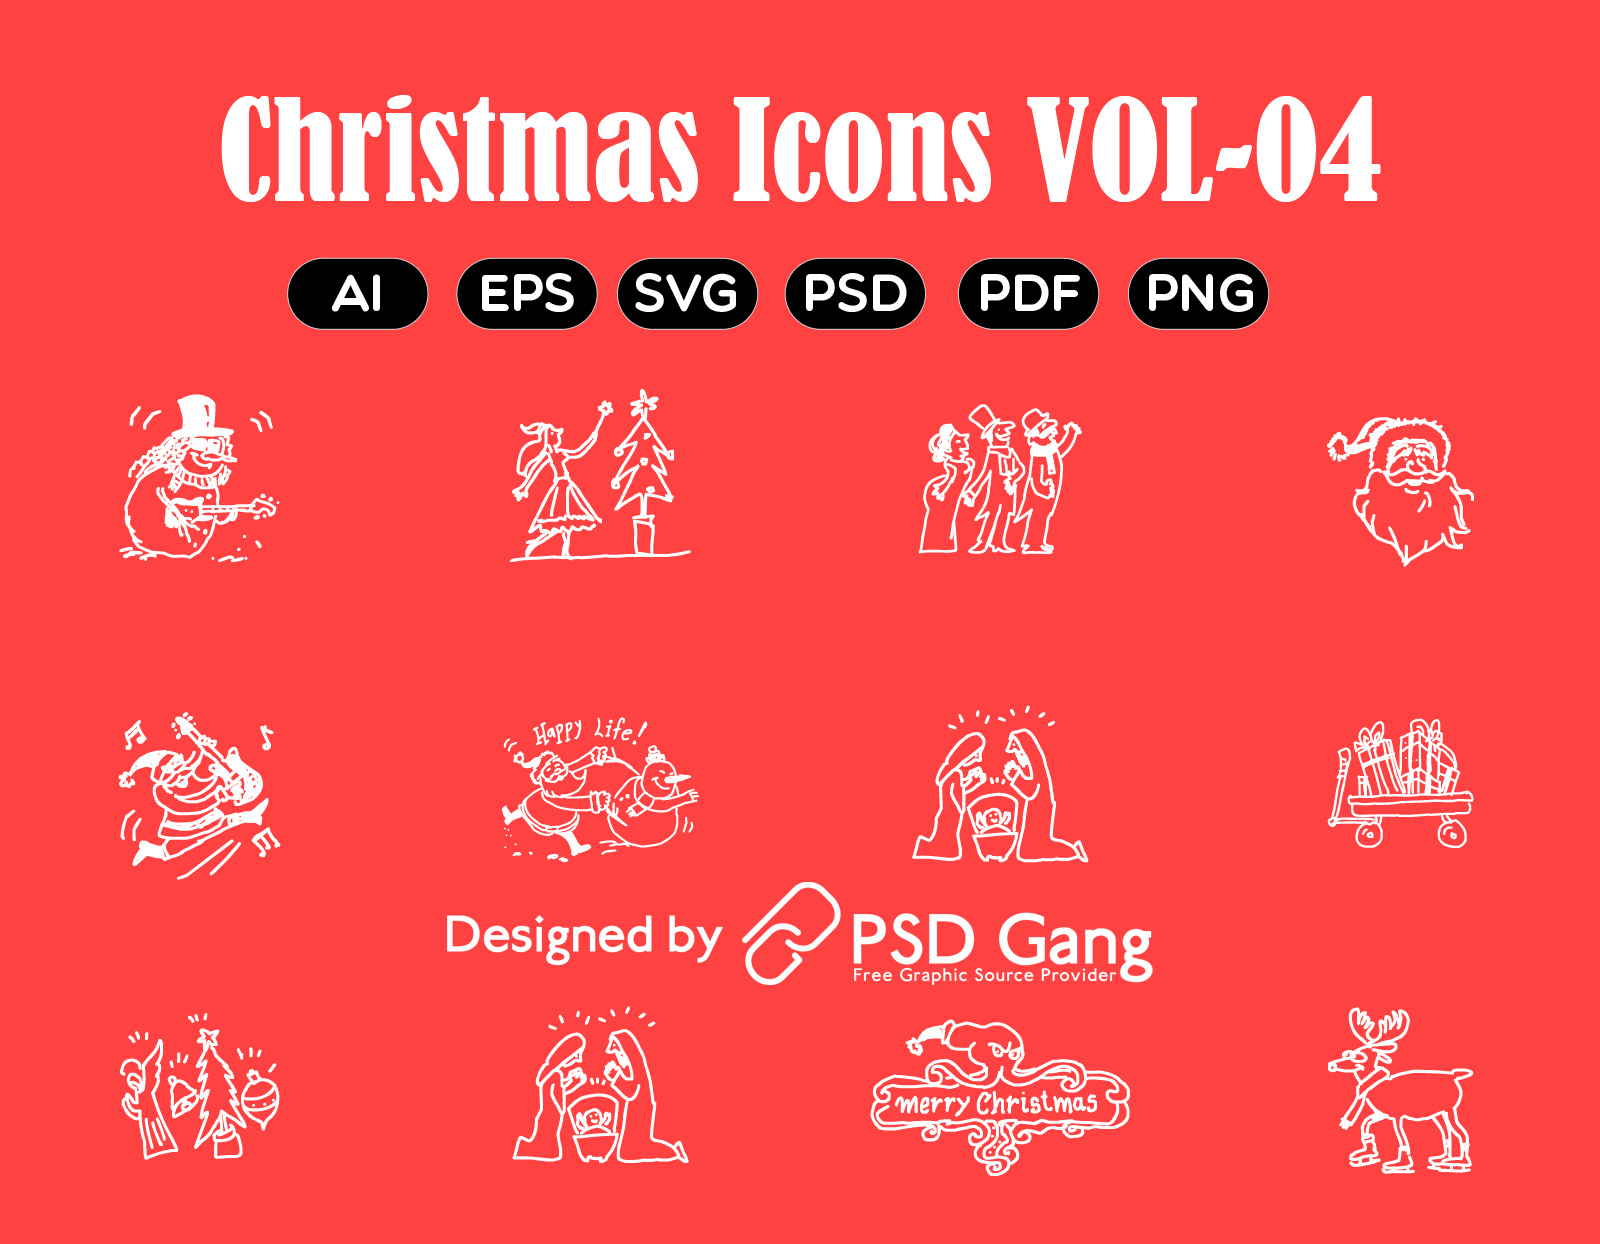 Christmas Icons VOL-04
AI EPS SVG PSD PDF PNG
Happy Life!
Designed by PSD Gang
Free Graphic Source Provider
merry Christmas